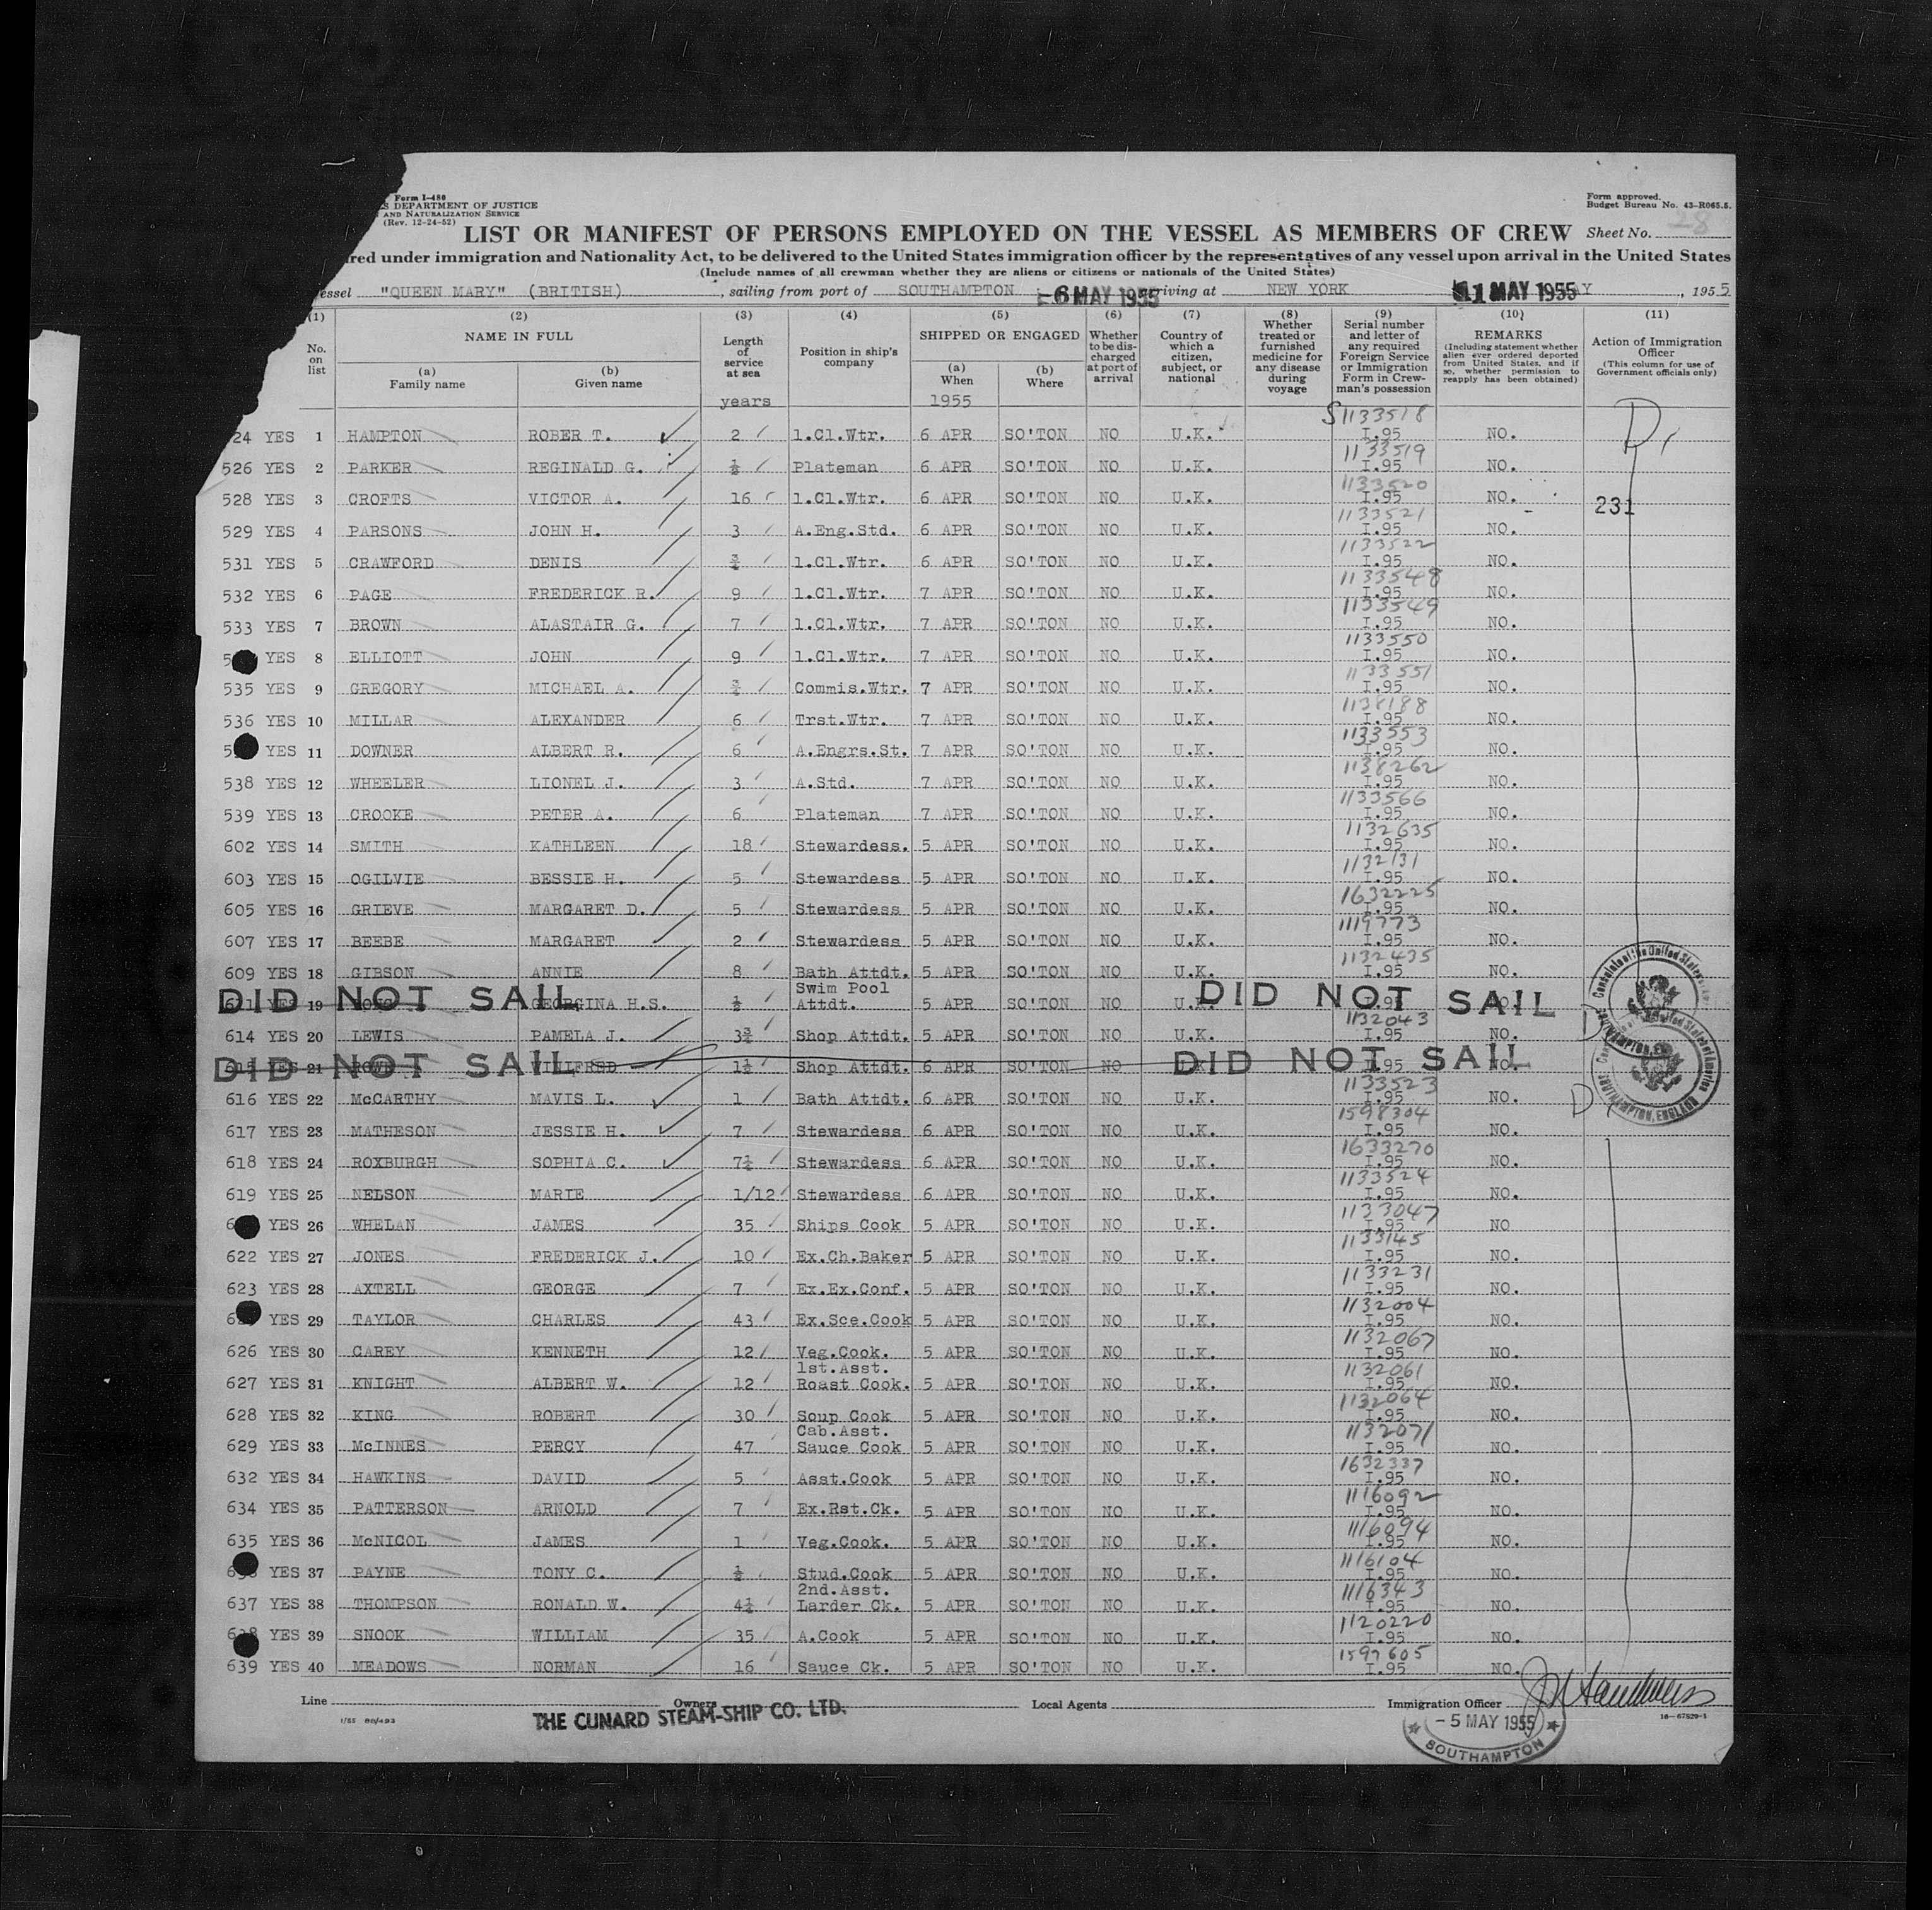 Form I-480
S DEPARTMENT OF JUSTICE
AND NATURALIZATION SERVICE
(Rev. 12-24-52)
Form approved.
Budget Bureau No. 43-R065.5.
LIST OR MANIFEST OF PERSONS EMPLOYED ON THE VESSEL AS MEMBERS OF CREW Sheet No. 28
red under immigration and Nationality Act, to be delivered to the United States immigration officer by the representatives of any vessel upon arrival in the United States
(Include names of all crewman whether they are aliens or citizens or nationals of the United States)
essel "QUEEN MARY" (BRITISH), sailing from port of SOUTHAMPTON 6 MAY 1955 rriving at NEW YORK 11 MAY 1955 AY, 1955
(1) (2) (3) (4) (5) (6) (7) (8) (9) (10) (11)
No. on list NAME IN FULL Length of service at sea Position in ship's company SHIPPED OR ENGAGED Whether to be discharged at port of arrival Country of which a citizen, subject, or national Whether treated or furnished medicine for any disease during voyage Serial number and letter of any required Foreign Service or Immigration Form in Crewman's possession REMARKS (Including statement whether alien ever ordered deported from United States, and if so, whether permission to reapply has been obtained) Action of Immigration Officer (This column for use of Government officials only)
(a) Family name (b) Given name (a) When (b) Where
years 1955
24 YES 1 HAMPTON ROBER T. 2 1.Cl.Wtr. 6 APR SO'TON NO U.K. S1133518 I.95 NO. D
526 YES 2 PARKER REGINALD G. ½ Plateman 6 APR SO'TON NO U.K. 1133519 I.95 NO.
528 YES 3 CROFTS VICTOR A. 16 1.Cl.Wtr. 6 APR SO'TON NO U.K. 1133520 I.95 NO. 231
529 YES 4 PARSONS JOHN H. 3 A.Eng.Std. 6 APR SO'TON NO U.K. 1133521 I.95 NO.
531 YES 5 CRAWFORD DENIS ¾ 1.Cl.Wtr. 6 APR SO'TON NO U.K. 1133522 I.95 NO.
532 YES 6 PAGE FREDERICK R. 9 1.Cl.Wtr. 7 APR SO'TON NO U.K. 1133548 I.95 NO.
533 YES 7 BROWN ALASTAIR G. 7 1.Cl.Wtr. 7 APR SO'TON NO U.K. 1133549 I.95 NO.
5 YES 8 ELLIOTT JOHN 9 1.Cl.Wtr. 7 APR SO'TON NO U.K. 1133550 I.95 NO.
535 YES 9 GREGORY MICHAEL A. ¾ Commis.Wtr. 7 APR SO'TON NO U.K. 1133551 I.95 NO.
536 YES 10 MILLAR ALEXANDER 6 Trst.Wtr. 7 APR SO'TON NO U.K. 1138188 I.95 NO.
5 YES 11 DOWNER ALBERT R. 6 A.Engrs.St. 7 APR SO'TON NO U.K. 1133553 I.95 NO.
538 YES 12 WHEELER LIONEL J. 3 A.Std. 7 APR SO'TON NO U.K. 1138262 I.95 NO.
539 YES 13 CROOKE PETER A. 6 Plateman 7 APR SO'TON NO U.K. 1133566 I.95 NO.
602 YES 14 SMITH KATHLEEN 18 Stewardess. 5 APR SO'TON NO U.K. 1132635 I.95 NO.
603 YES 15 OGILVIE BESSIE H. 5 Stewardess 5 APR SO'TON NO U.K. 1132131 I.95 NO.
605 YES 16 GRIEVE MARGARET D. 5 Stewardess 5 APR SO'TON NO U.K. 1632225 I.95 NO.
607 YES 17 BEEBE MARGARET 2 Stewardess 5 APR SO'TON NO U.K. 1119773 I.95 NO.
609 YES 18 GIBSON ANNIE 8 Bath Attdt. 5 APR SO'TON NO U.K. 1132435 I.95 NO.
611 YES 19 GEORGINA H.S. ½ Swim Pool Attdt. 5 APR SO'TON NO U.K. I.95 NO.
DID NOT SAIL DID NOT SAIL
614 YES 20 LEWIS PAMELA J. 3¾ Shop Attdt. 5 APR SO'TON NO U.K. 1132043 I.95 NO. D
615 YES 21 WINIFRED 1½ Shop Attdt. 6 APR SO'TON NO I.95 NO.
DID NOT SAIL DID NOT SAIL
616 YES 22 McCARTHY MAVIS L. 1 Bath Attdt. 6 APR SO'TON NO U.K. 1133523 I.95 NO. D
617 YES 23 MATHESON JESSIE H. 7 Stewardess 6 APR SO'TON NO U.K. 1598304 I.95 NO.
618 YES 24 ROXBURGH SOPHIA C. 7½ Stewardess 6 APR SO'TON NO U.K. 1633270 I.95 NO.
619 YES 25 NELSON MARIE 1/12 Stewardess 6 APR SO'TON NO U.K. 1133524 I.95 NO.
6 YES 26 WHELAN JAMES 35 Ships Cook 5 APR SO'TON NO U.K. 1133047 I.95 NO
622 YES 27 JONES FREDERICK J. 10 Ex.Ch.Baker 5 APR SO'TON NO U.K. 1133145 I.95 NO.
623 YES 28 AXTELL GEORGE 7 Ex.Ex.Conf. 5 APR SO'TON NO U.K. 1133231 I.95 NO.
6 YES 29 TAYLOR CHARLES 43 Ex.Sce.Cook 5 APR SO'TON NO U.K. 1132004 I.95 NO.
626 YES 30 CAREY KENNETH 12 Veg.Cook. 5 APR SO'TON NO U.K. 1132067 I.95 NO.
627 YES 31 KNIGHT ALBERT W. 12 1st.Asst. Roast Cook. 5 APR SO'TON NO U.K. 1132061 I.95 NO.
628 YES 32 KING ROBERT 30 Soup Cook 5 APR SO'TON NO U.K. 1132064 I.95 NO.
629 YES 33 McINNES PERCY 47 Cab.Asst. Sauce Cook 5 APR SO'TON NO U.K. 1132071 I.95 NO.
632 YES 34 HAWKINS DAVID 5 Asst.Cook 5 APR SO'TON NO U.K. 1632337 I.95 NO.
634 YES 35 PATTERSON ARNOLD 7 Ex.Rst.Ck. 5 APR SO'TON NO U.K. 1116092 I.95 NO.
635 YES 36 McNICOL JAMES 1 Veg.Cook. 5 APR SO'TON NO U.K. 1116094 I.95 NO.
6 YES 37 PAYNE TONY C. ½ Stud.Cook 5 APR SO'TON NO U.K. 1116104 I.95 NO.
637 YES 38 THOMPSON RONALD W. 4½ 2nd.Asst. Larder Ck. 5 APR SO'TON NO U.K. 1116343 I.95 NO.
638 YES 39 SNOOK WILLIAM 35 A.Cook 5 APR SO'TON NO U.K. 1120220 I.95 NO.
639 YES 40 MEADOWS NORMAN 16 Sauce Ck. 5 APR SO'TON NO U.K. 1597605 I.95 NO.
Line Owners Local Agents Immigration Officer
THE CUNARD STEAM-SHIP CO. LTD.
16—67529-1
- 5 MAY 1955
SOUTHAMPTON